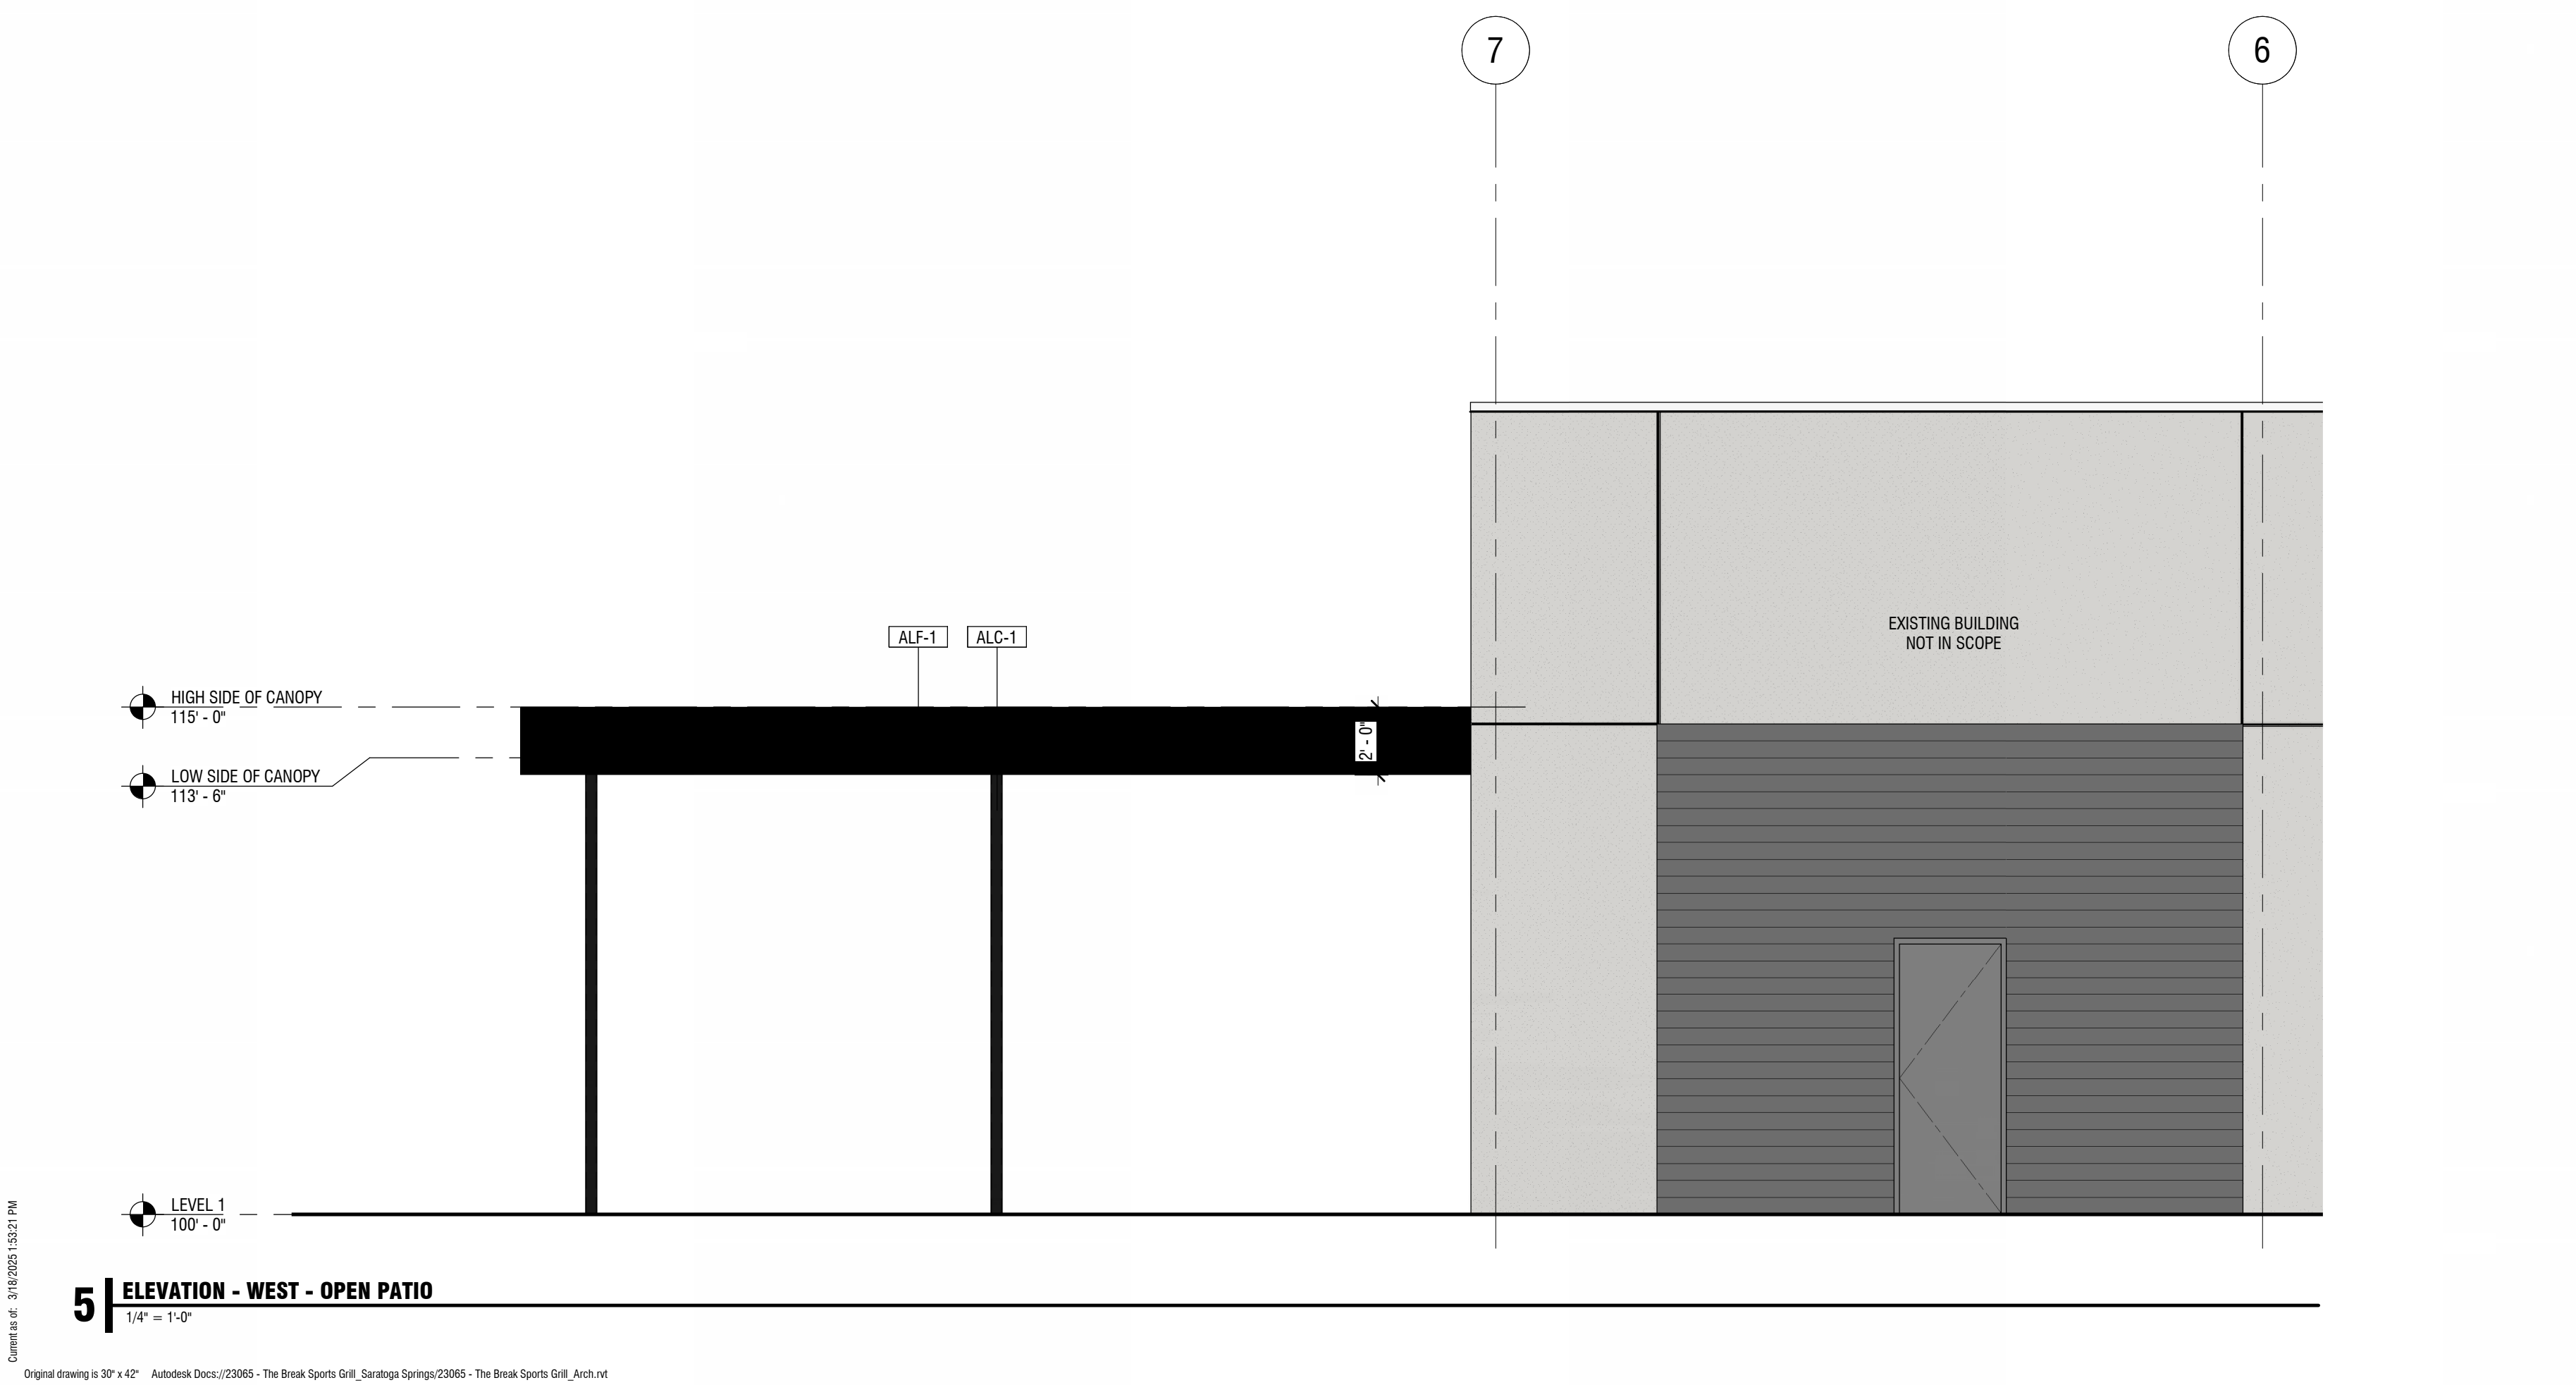 7
6
EXISTING BUILDING
NOT IN SCOPE
ALF-1
ALC-1
HIGH SIDE OF CANOPY
115' - 0"
2' - 0"
LOW SIDE OF CANOPY
113' - 6"
LEVEL 1
100' - 0"
5
ELEVATION - WEST - OPEN PATIO
1/4" = 1'-0"
Current as of: 3/18/2025 1:53:21 PM
Original drawing is 30" x 42" Autodesk Docs://23065 - The Break Sports Grill_Saratoga Springs/23065 - The Break Sports Grill_Arch.rvt